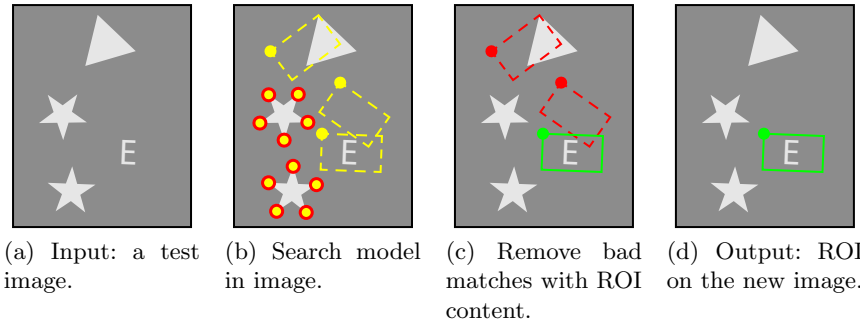 E
E
E
E
(a) Input: a test
image.
(b) Search model
in image.
(c) Remove bad
matches with ROI
content.
(d) Output: ROI
on the new image.